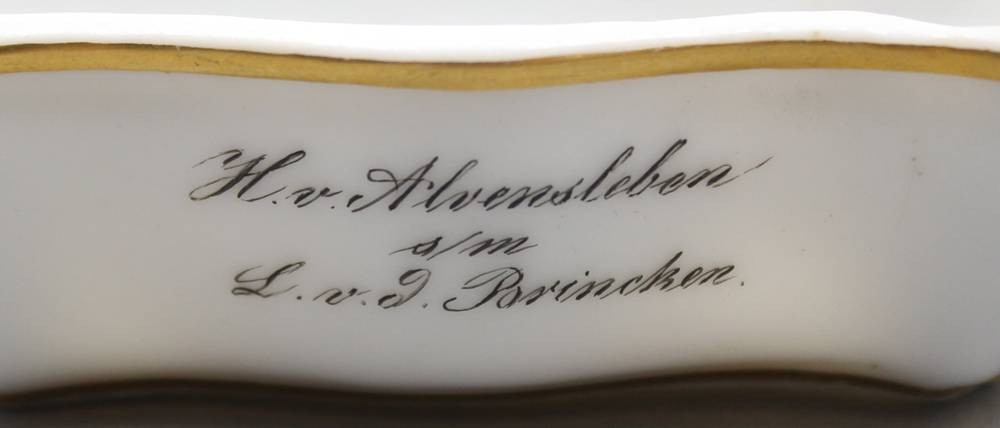 H. v. Alvensleben
s/m
L. v. d. Brincken.